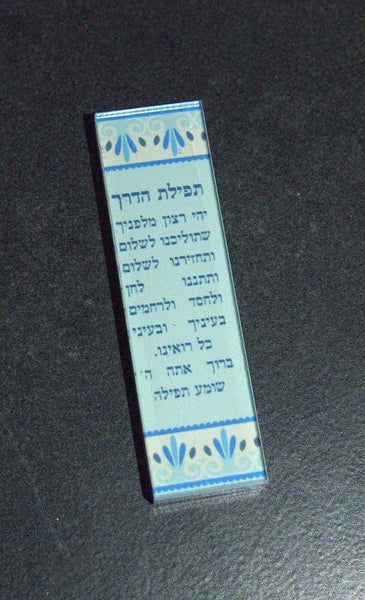 תפילת הדרך
יהי רצון מלפניך
שתוליכנו לשלום
ותחזירנו לשלום
ותתננו לחן
ולחסד ולרחמים
בעיניך ובעיני
כל רואינו.
ברוך אתה ה'
שומע תפילה